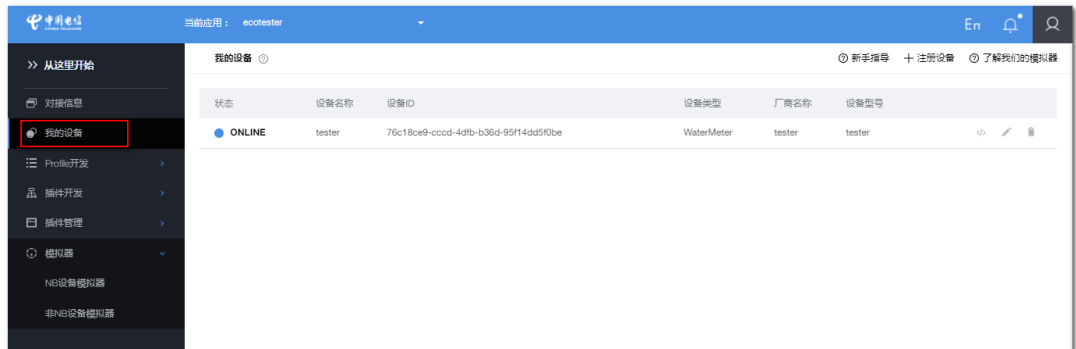 中国电信
CHINA TELECOM
当前应用： ecotester
En
从这里开始
我的设备
新手指导 注册设备 了解我们的模拟器
对接信息
我的设备
Profile开发
插件开发
插件管理
模拟器
NB设备模拟器
非NB设备模拟器
状态 设备名称 设备ID 设备类型 厂商名称 设备型号
ONLINE tester 76c18ce9-cccd-4dfb-b36d-95f14dd5f0be WaterMeter tester tester